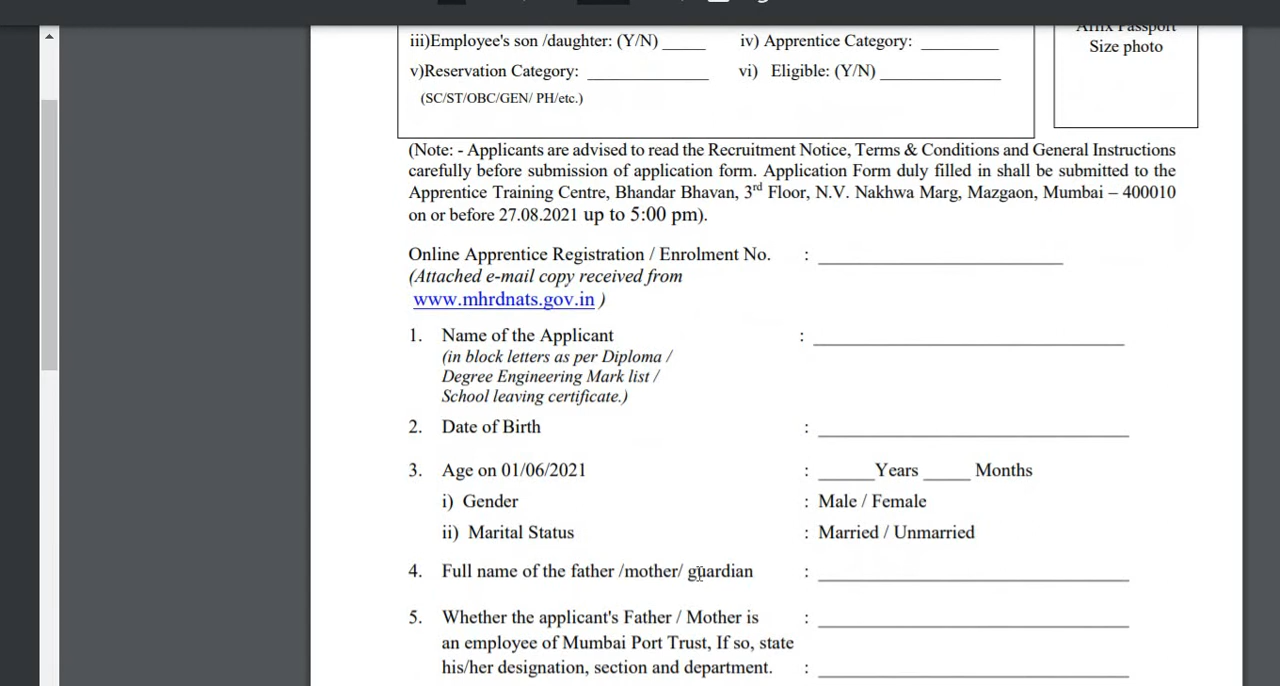 Affix Passport
iii)Employee's son /daughter: (Y/N) _____ iv) Apprentice Category: _________
Size photo
v)Reservation Category: ______________ vi) Eligible: (Y/N) ______________
(SC/ST/OBC/GEN/ PH/etc.)
(Note: - Applicants are advised to read the Recruitment Notice, Terms & Conditions and General Instructions
carefully before submission of application form. Application Form duly filled in shall be submitted to the
Apprentice Training Centre, Bhandar Bhavan, 3rd Floor, N.V. Nakhwa Marg, Mazgaon, Mumbai – 400010
on or before 27.08.2021 up to 5:00 pm).
Online Apprentice Registration / Enrolment No. : ____________________________
(Attached e-mail copy received from
www.mhrdnats.gov.in )
1. Name of the Applicant : ____________________________________
(in block letters as per Diploma /
Degree Engineering Mark list /
School leaving certificate.)
2. Date of Birth : ____________________________________
3. Age on 01/06/2021 : ______Years _____ Months
i) Gender : Male / Female
ii) Marital Status : Married / Unmarried
4. Full name of the father /mother/ guardian : ____________________________________
5. Whether the applicant's Father / Mother is : ____________________________________
an employee of Mumbai Port Trust, If so, state
his/her designation, section and department. : ____________________________________